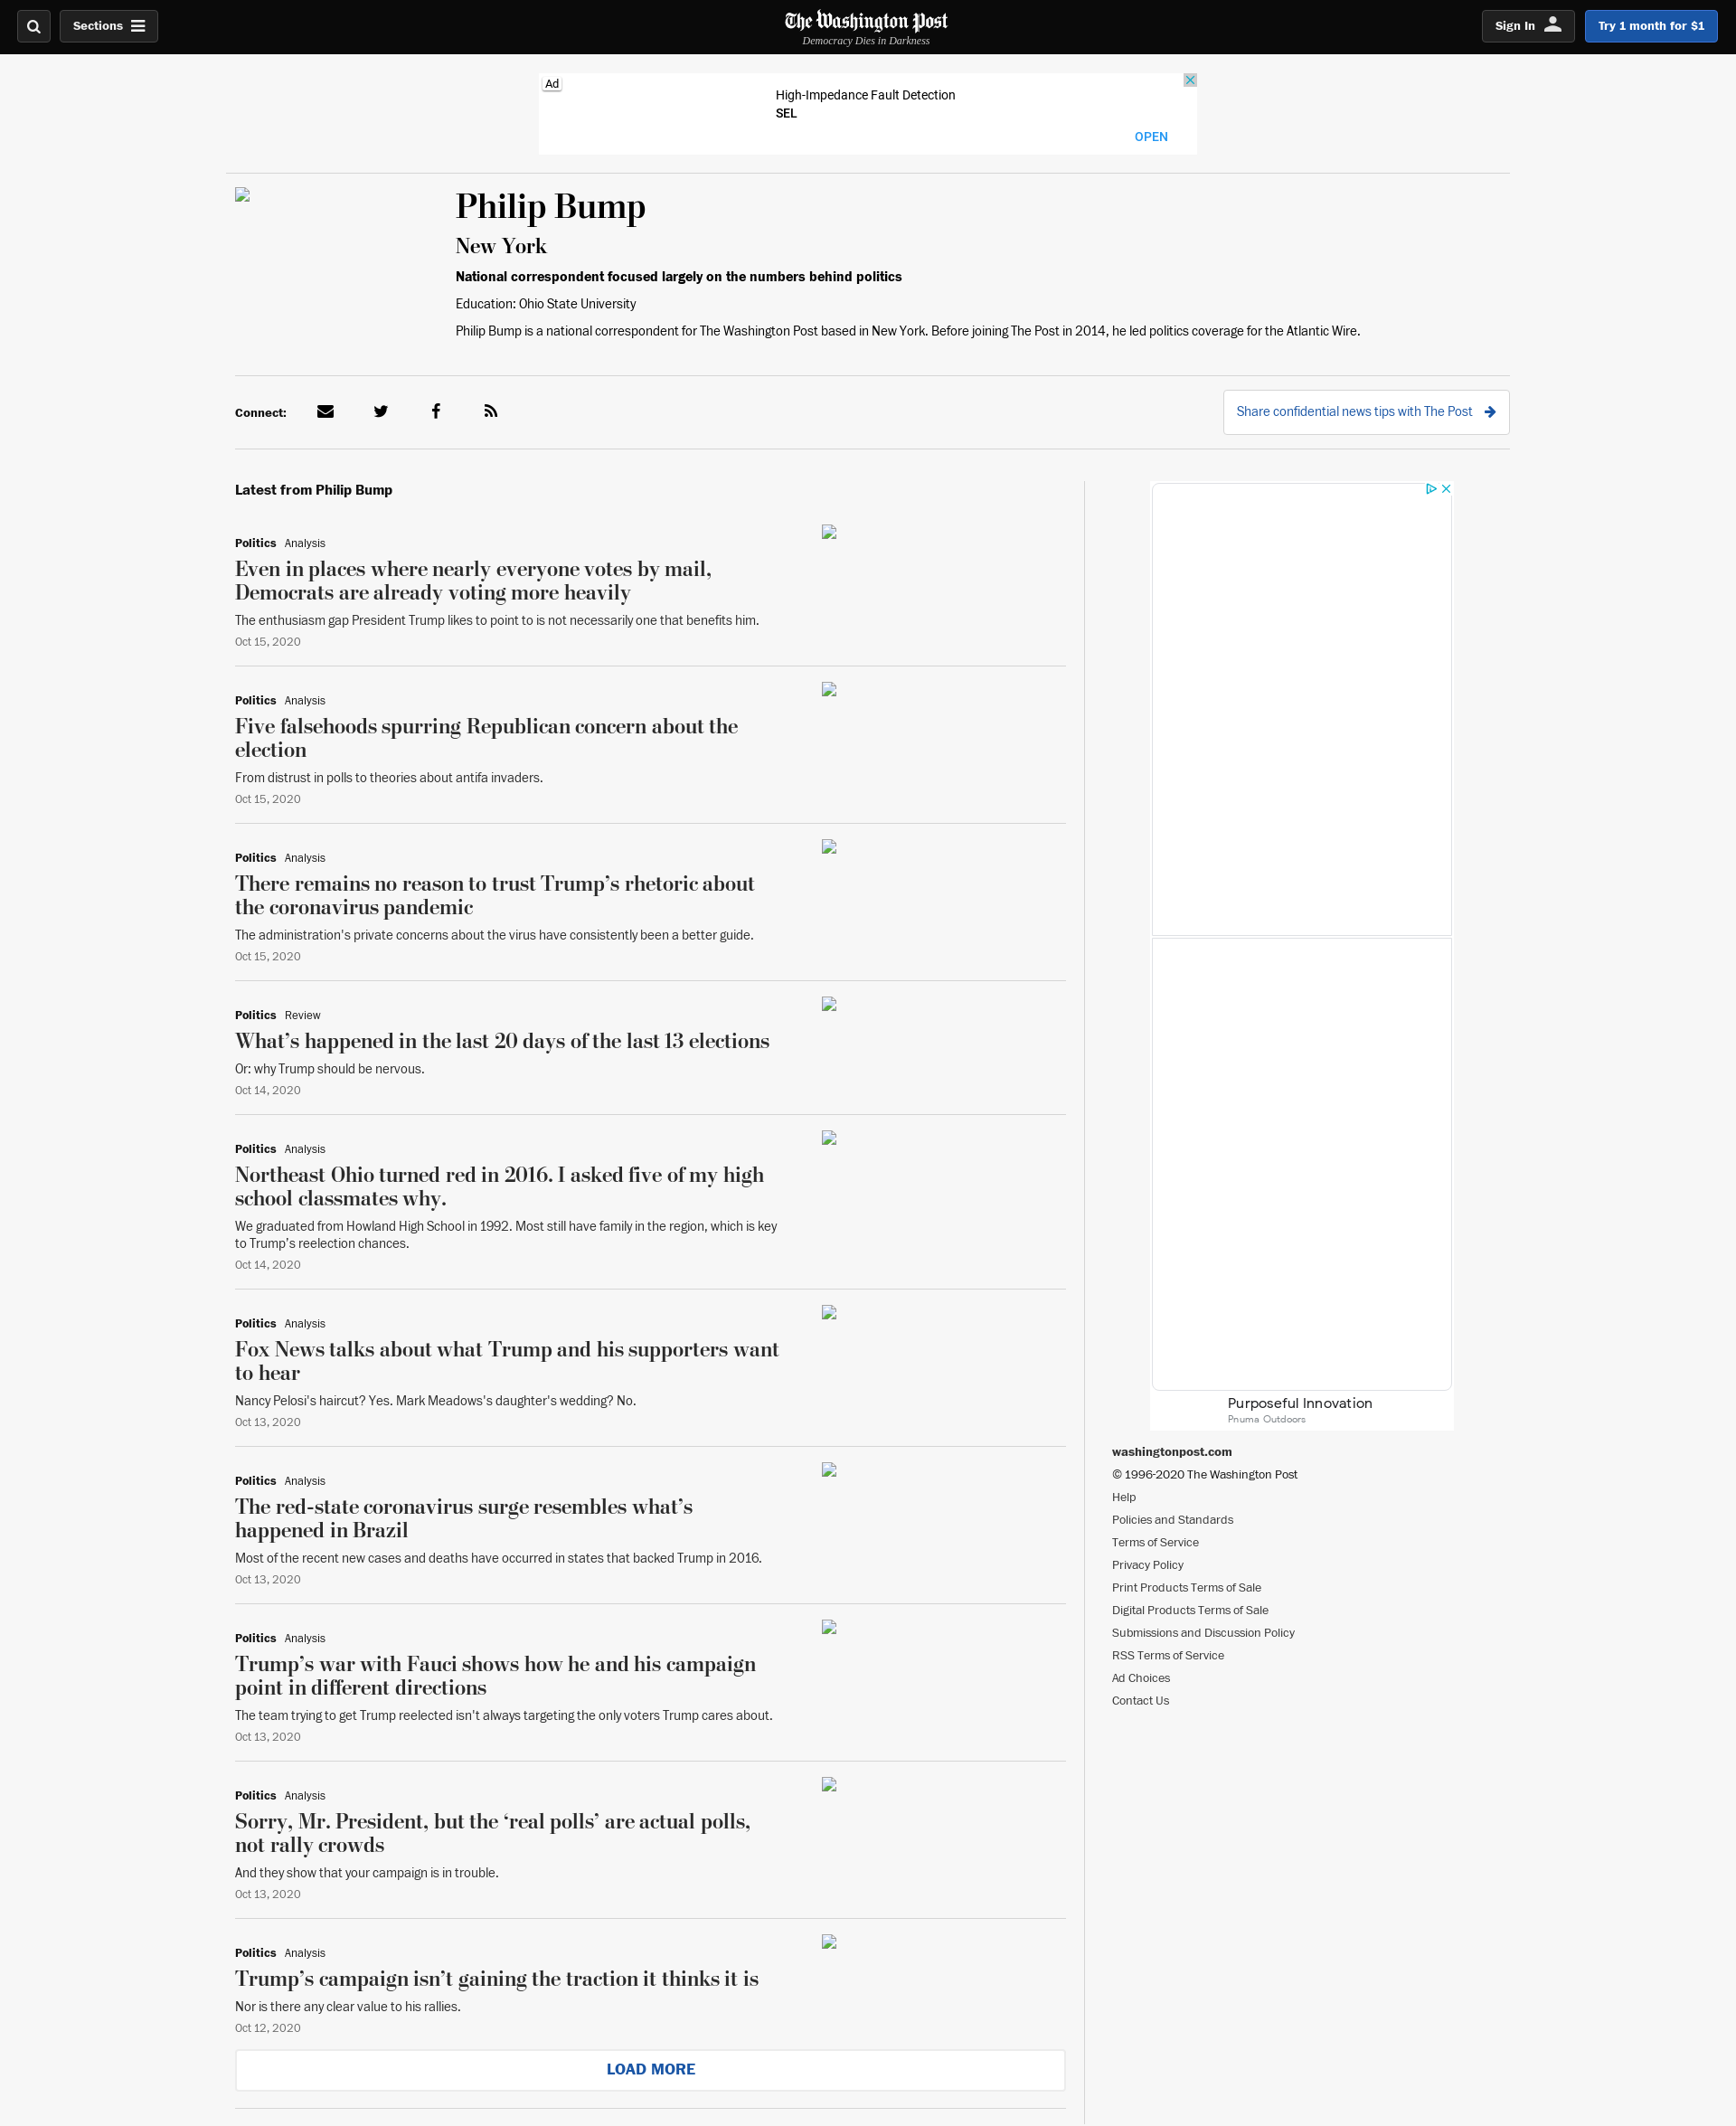 Sections
The Washington Post
Democracy Dies in Darkness
Sign In
Try 1 month for $1
Ad
High-Impedance Fault Detection
SEL
OPEN
Philip Bump
New York
National correspondent focused largely on the numbers behind politics
Education: Ohio State University
Philip Bump is a national correspondent for The Washington Post based in New York. Before joining The Post in 2014, he led politics coverage for the Atlantic Wire.
Connect:
Share confidential news tips with The Post
Latest from Philip Bump
Politics Analysis
Even in places where nearly everyone votes by mail,
Democrats are already voting more heavily
The enthusiasm gap President Trump likes to point to is not necessarily one that benefits him.
Oct 15, 2020
Politics Analysis
Five falsehoods spurring Republican concern about the
election
From distrust in polls to theories about antifa invaders.
Oct 15, 2020
Politics Analysis
There remains no reason to trust Trump’s rhetoric about
the coronavirus pandemic
The administration's private concerns about the virus have consistently been a better guide.
Oct 15, 2020
Politics Review
What’s happened in the last 20 days of the last 13 elections
Or: why Trump should be nervous.
Oct 14, 2020
Politics Analysis
Northeast Ohio turned red in 2016. I asked five of my high
school classmates why.
We graduated from Howland High School in 1992. Most still have family in the region, which is key
to Trump’s reelection chances.
Oct 14, 2020
Politics Analysis
Fox News talks about what Trump and his supporters want
to hear
Nancy Pelosi's haircut? Yes. Mark Meadows's daughter's wedding? No.
Oct 13, 2020
Politics Analysis
The red-state coronavirus surge resembles what’s
happened in Brazil
Most of the recent new cases and deaths have occurred in states that backed Trump in 2016.
Oct 13, 2020
Politics Analysis
Trump’s war with Fauci shows how he and his campaign
point in different directions
The team trying to get Trump reelected isn't always targeting the only voters Trump cares about.
Oct 13, 2020
Politics Analysis
Sorry, Mr. President, but the ‘real polls’ are actual polls,
not rally crowds
And they show that your campaign is in trouble.
Oct 13, 2020
Politics Analysis
Trump’s campaign isn’t gaining the traction it thinks it is
Nor is there any clear value to his rallies.
Oct 12, 2020
LOAD MORE
Purposeful Innovation
Pnuma Outdoors
washingtonpost.com
© 1996-2020 The Washington Post
Help
Policies and Standards
Terms of Service
Privacy Policy
Print Products Terms of Sale
Digital Products Terms of Sale
Submissions and Discussion Policy
RSS Terms of Service
Ad Choices
Contact Us